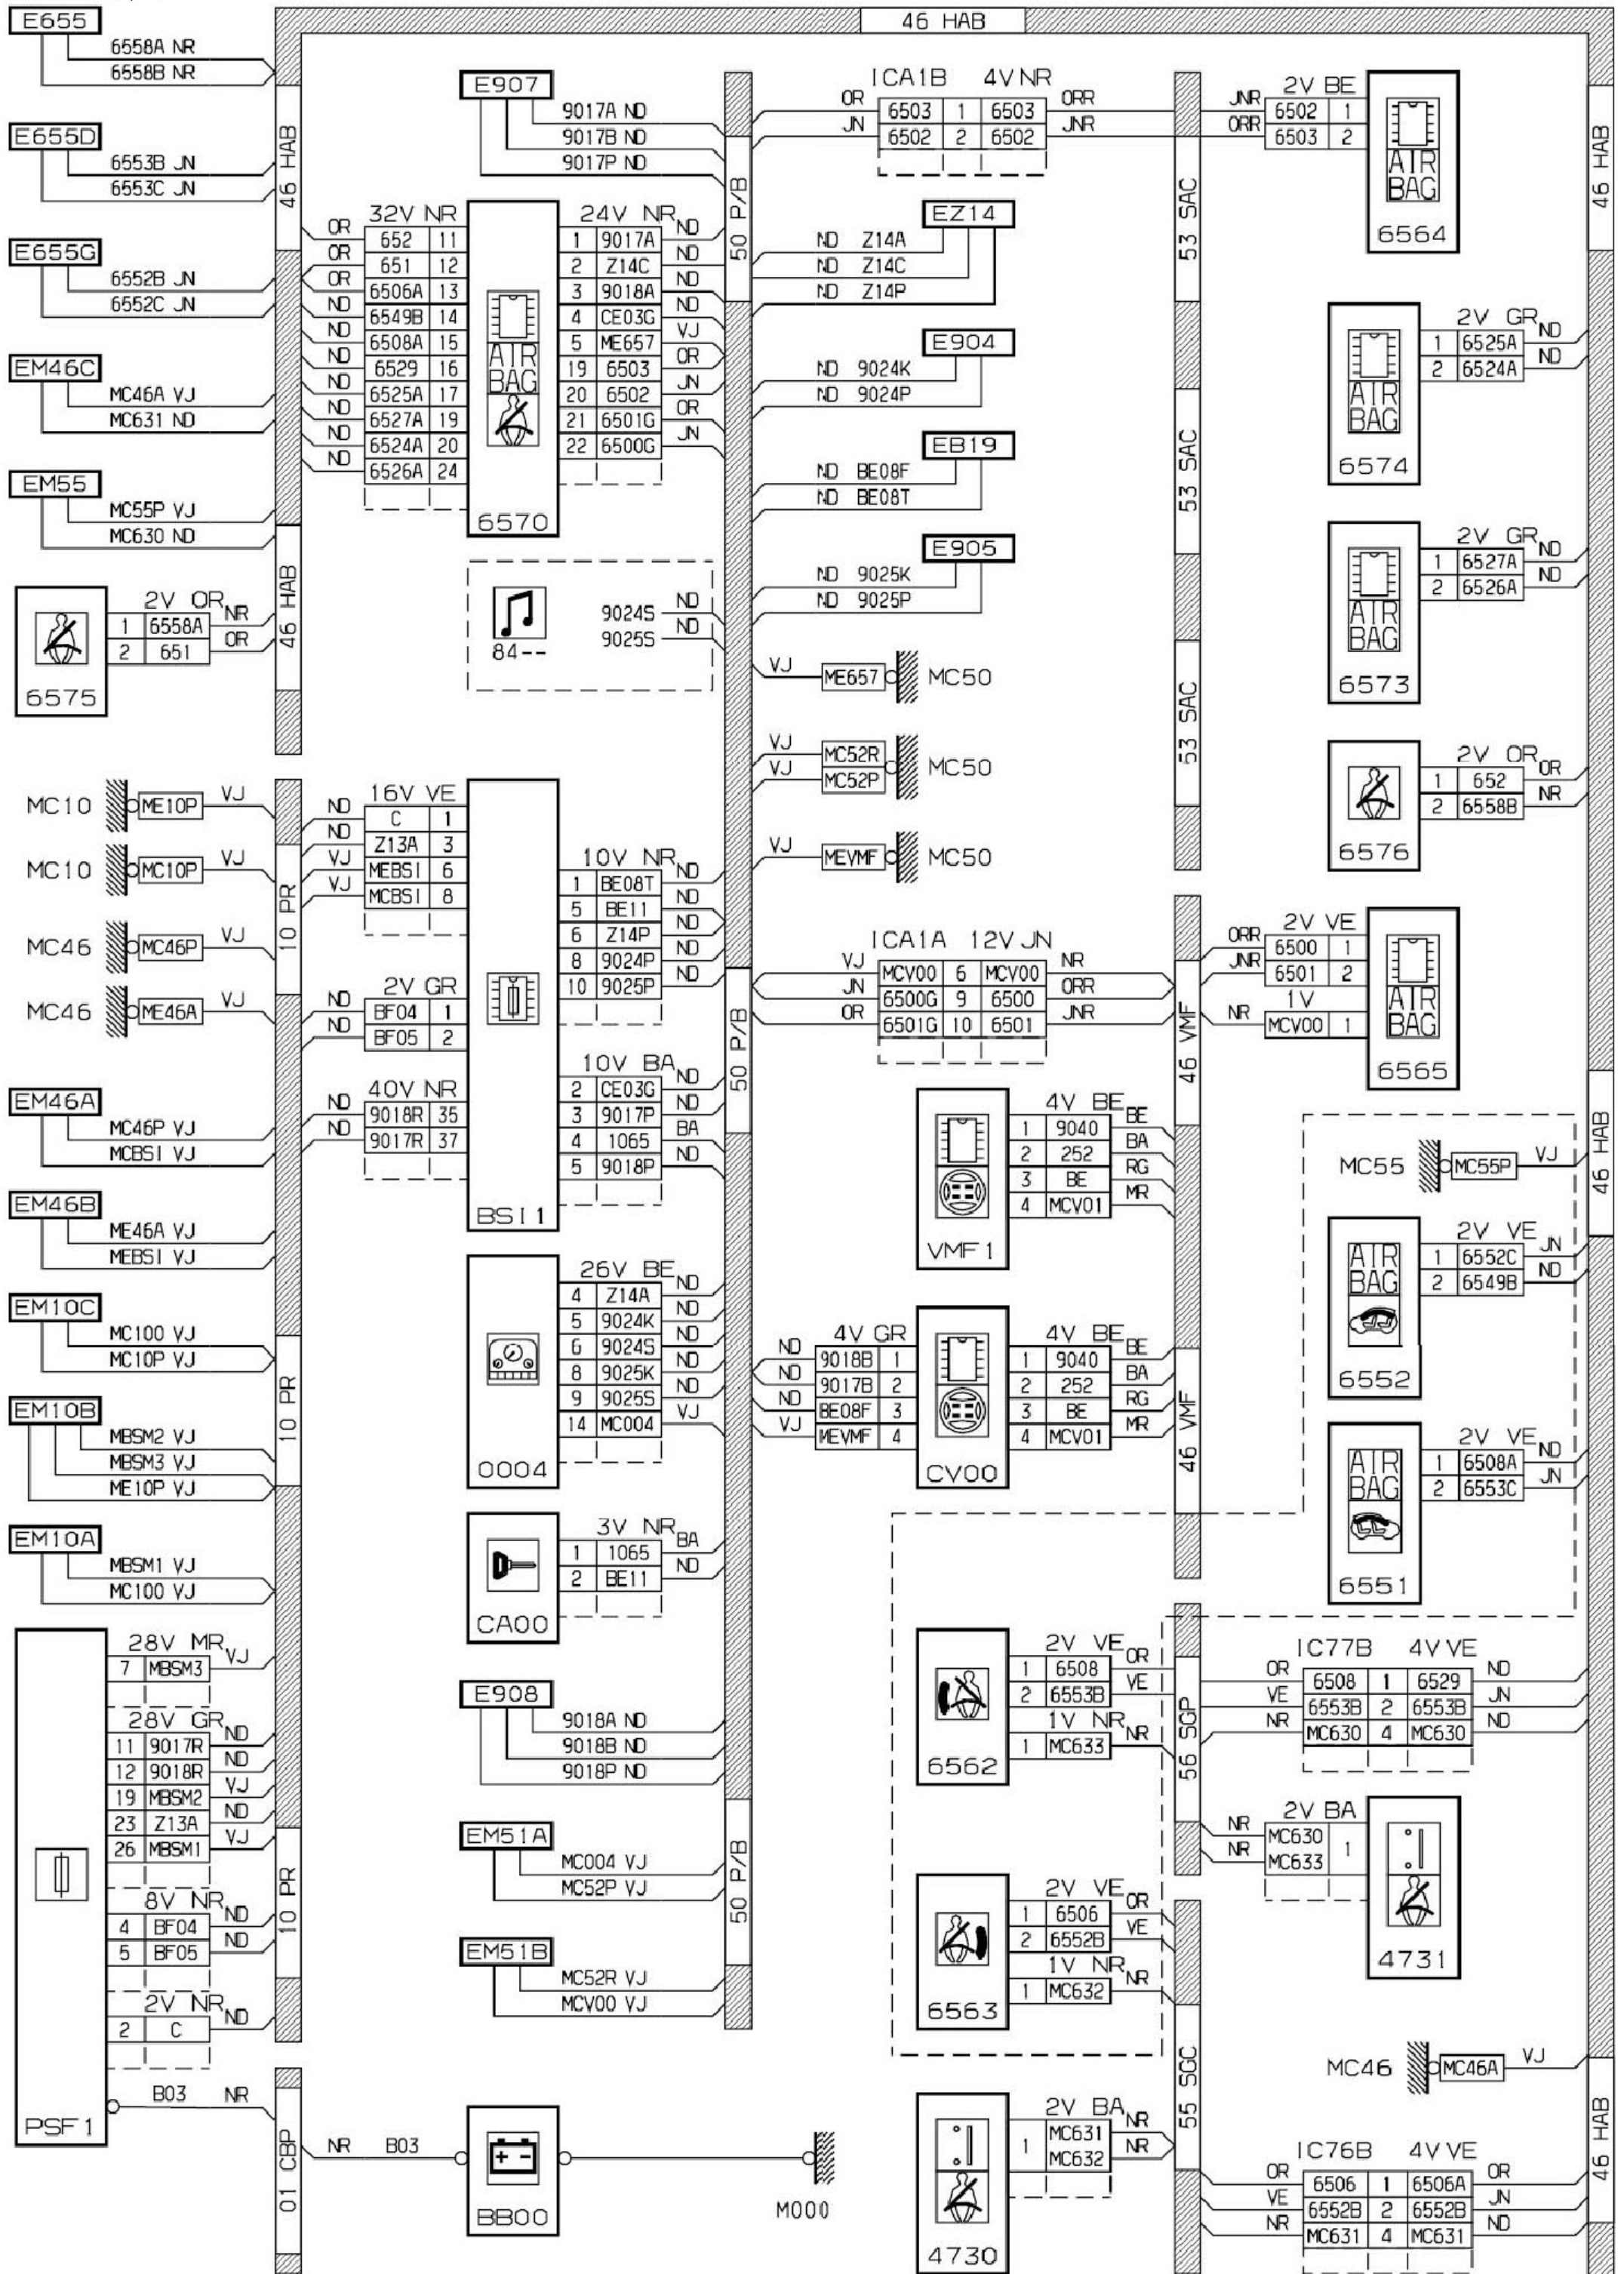 46 HAB
E655
6558A NR
6558B NR
E655D
6553B JN
6553C JN
E655G
6552B JN
6552C JN
EM46C
MC46A VJ
MC631 ND
EM55
MC55P VJ
MC630 ND
46 HAB
46 HAB
2V OR
1 6558A NR
2 651 OR
6575
MC10 ME10P VJ
MC10 MC10P VJ
MC46 MC46P VJ
MC46 ME46A VJ
EM46A
MC46P VJ
MCBSI VJ
EM46B
ME46A VJ
MEBSI VJ
EM10C
MC100 VJ
MC10P VJ
EM10B
MBSM2 VJ
MBSM3 VJ
ME10P VJ
EM10A
MBSM1 VJ
MC100 VJ
10 PR
10 PR
10 PR
28V MR
7 MBSM3 VJ
28V GR
11 9017R ND
12 9018R ND
19 MBSM2 VJ
23 Z13A ND
26 MBSM1 VJ
8V NR
4 BF04 ND
5 BF05 ND
2V NR
2 C ND
B03 NR
PSF1
01 CBP
E907
9017A ND
9017B ND
9017P ND
32V NR
OR 652 11
OR 651 12
OR 6506A 13
ND 6549B 14
ND 6508A 15
ND 6529 16
ND 6525A 17
ND 6527A 19
ND 6524A 20
ND 6526A 24
AIR
BAG
6570
24V NR
1 9017A ND
2 Z14C ND
3 9018A ND
4 CE03G ND
5 ME657 VJ
19 6503 OR
20 6502 JN
21 6501G OR
22 6500G JN
84--
9024S ND
9025S ND
16V VE
ND C 1
ND Z13A 3
VJ MEBSI 6
VJ MCBSI 8
2V GR
ND BF04 1
ND BF05 2
40V NR
ND 9018R 35
ND 9017R 37
BSI1
10V NR
1 BE08T ND
5 BE11 ND
6 Z14P ND
8 9024P ND
10 9025P ND
10V BA
2 CE03G ND
3 9017P ND
4 1065 BA
5 9018P ND
26V BE
4 Z14A ND
5 9024K ND
6 9024S ND
8 9025K ND
9 9025S ND
14 MC004 VJ
0004
3V NR
1 1065 BA
2 BE11 ND
CA00
E908
9018A ND
9018B ND
9018P ND
EM51A
MC004 VJ
MC52P VJ
EM51B
MC52R VJ
MCV00 VJ
NR B03
+ -
BB00
M000
50 P/B
50 P/B
50 P/B
ICA1B 4V NR
OR 6503 1 6503 ORR
JN 6502 2 6502 JNR
EZ14
ND Z14A
ND Z14C
ND Z14P
E904
ND 9024K
ND 9024P
EB19
ND BE08F
ND BE08T
E905
ND 9025K
ND 9025P
VJ ME657 MC50
VJ MC52R
VJ MC52P
MC50
VJ MEVMF MC50
ICA1A 12V JN
VJ MCV00 6 MCV00 NR
JN 6500G 9 6500 ORR
OR 6501G 10 6501 JNR
4V BE
1 9040 BE
2 252 BA
3 BE RG
4 MCV01 MR
VMF1
4V GR
ND 9018B 1
ND 9017B 2
ND BE08F 3
VJ MEVMF 4
CV00
4V BE
1 9040 BE
2 252 BA
3 BE RG
4 MCV01 MR
2V VE
1 6508 OR
2 6553B VE
1V NR
1 MC633 NR
6562
2V VE
1 6506 OR
2 6552B VE
1V NR
1 MC632 NR
6563
2V BA
1 MC631 NR
MC632 NR
4730
53 SAC
53 SAC
53 SAC
46 VMF
46 VMF
56 SGP
55 SGC
2V BE
JNR 6502 1
ORR 6503 2
AIR
BAG
6564
2V GR
1 6525A ND
2 6524A ND
AIR
BAG
6574
2V GR
1 6527A ND
2 6526A ND
AIR
BAG
6573
2V OR
1 652 OR
2 6558B NR
6576
2V VE
ORR 6500 1
JNR 6501 2
1V
NR MCV00 1
AIR
BAG
6565
MC55 MC55P VJ
2V VE
1 6552C JN
2 6549B ND
AIR
BAG
6552
2V VE
1 6508A ND
2 6553C JN
AIR
BAG
6551
IC77B 4V VE
OR 6508 1 6529 ND
VE 6553B 2 6553B JN
NR MC630 4 MC630 ND
2V BA
NR MC630 1
NR MC633
4731
MC46 MC46A VJ
IC76B 4V VE
OR 6506 1 6506A OR
VE 6552B 2 6552B JN
NR MC631 4 MC631 ND
46 HAB
46 HAB
46 HAB